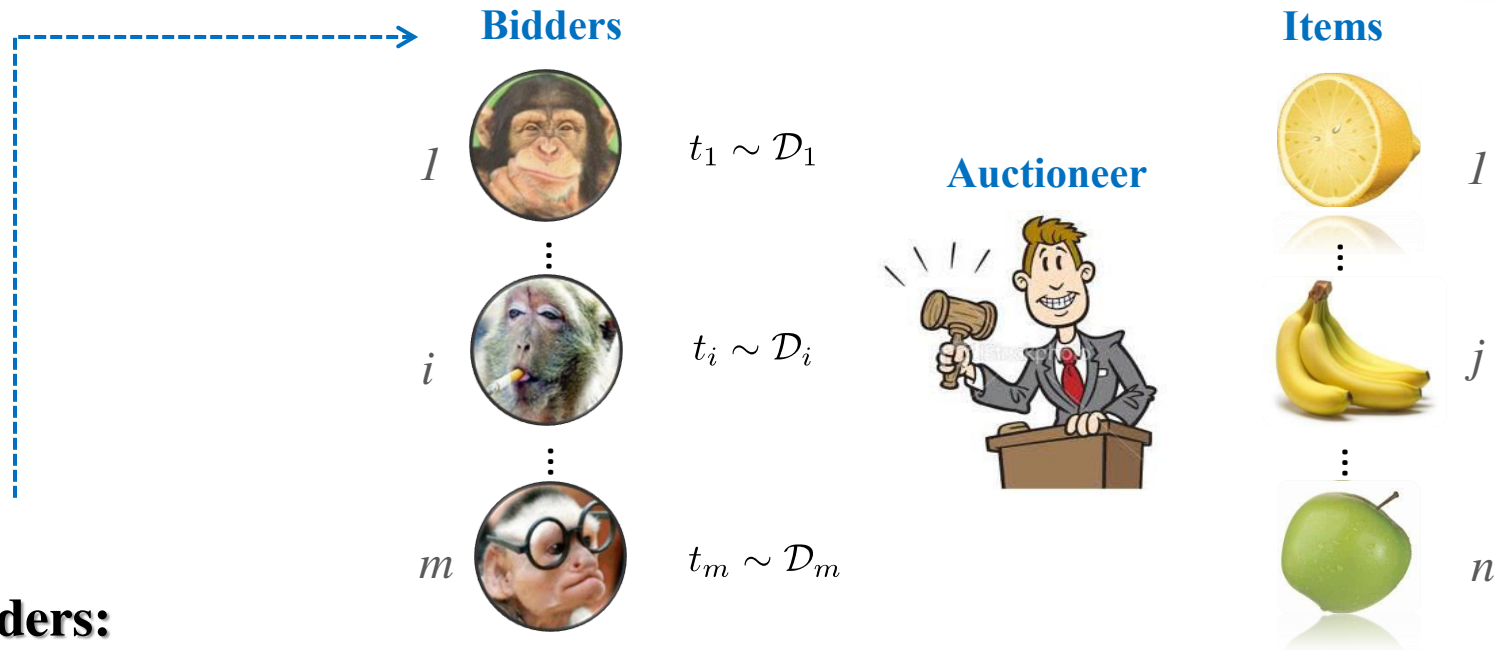 Bidders
Items
1
t₁ ∼ 𝒟₁
Auctioneer
1
i
tᵢ ∼ 𝒟ᵢ
j
m
tₘ ∼ 𝒟ₘ
n
ders: